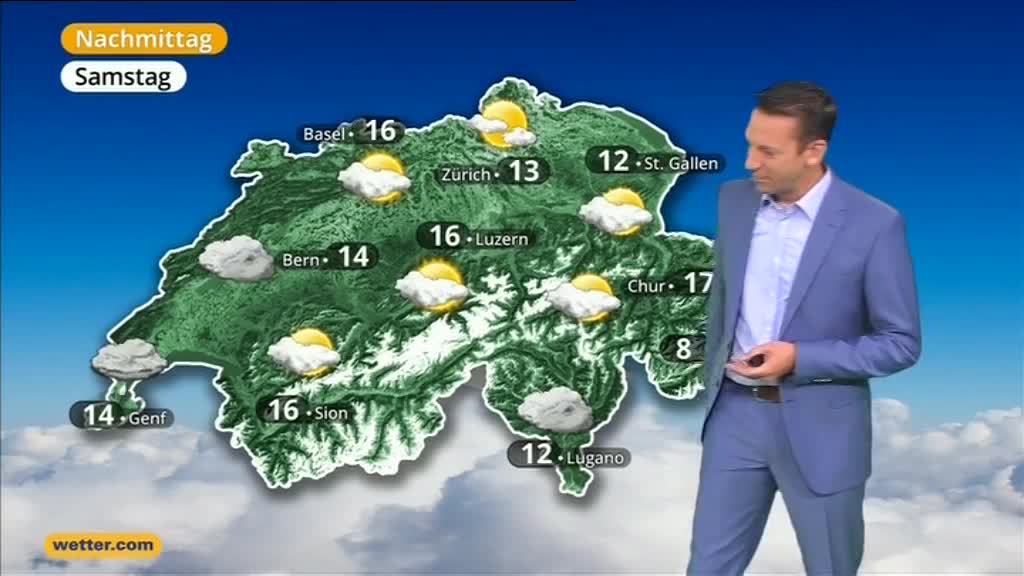 Nachmittag
Samstag
Basel · 16
Zürich · 13
12 · St. Gallen
16 · Luzern
Bern · 14
Chur · 17
8
16 · Sion
14 · Genf
12 · Lugano
wetter.com